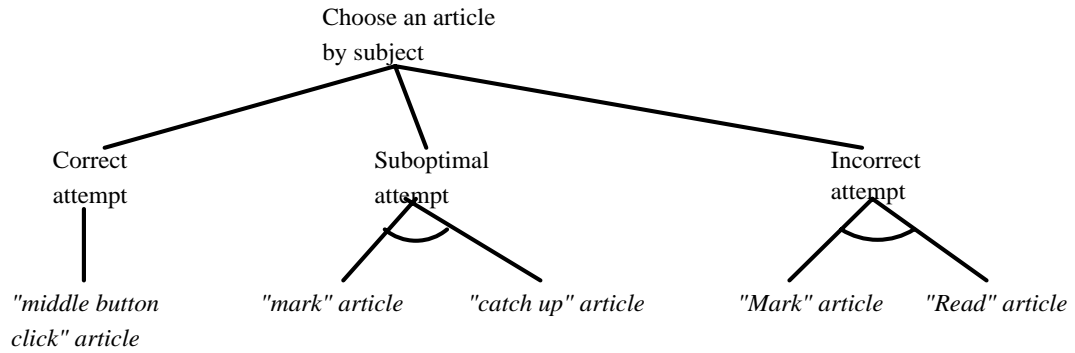 Choose an article
by subject
Correct
attempt
Suboptimal
attempt
Incorrect
attempt
"middle button
click" article
"mark" article
"catch up" article
"Mark" article
"Read" article